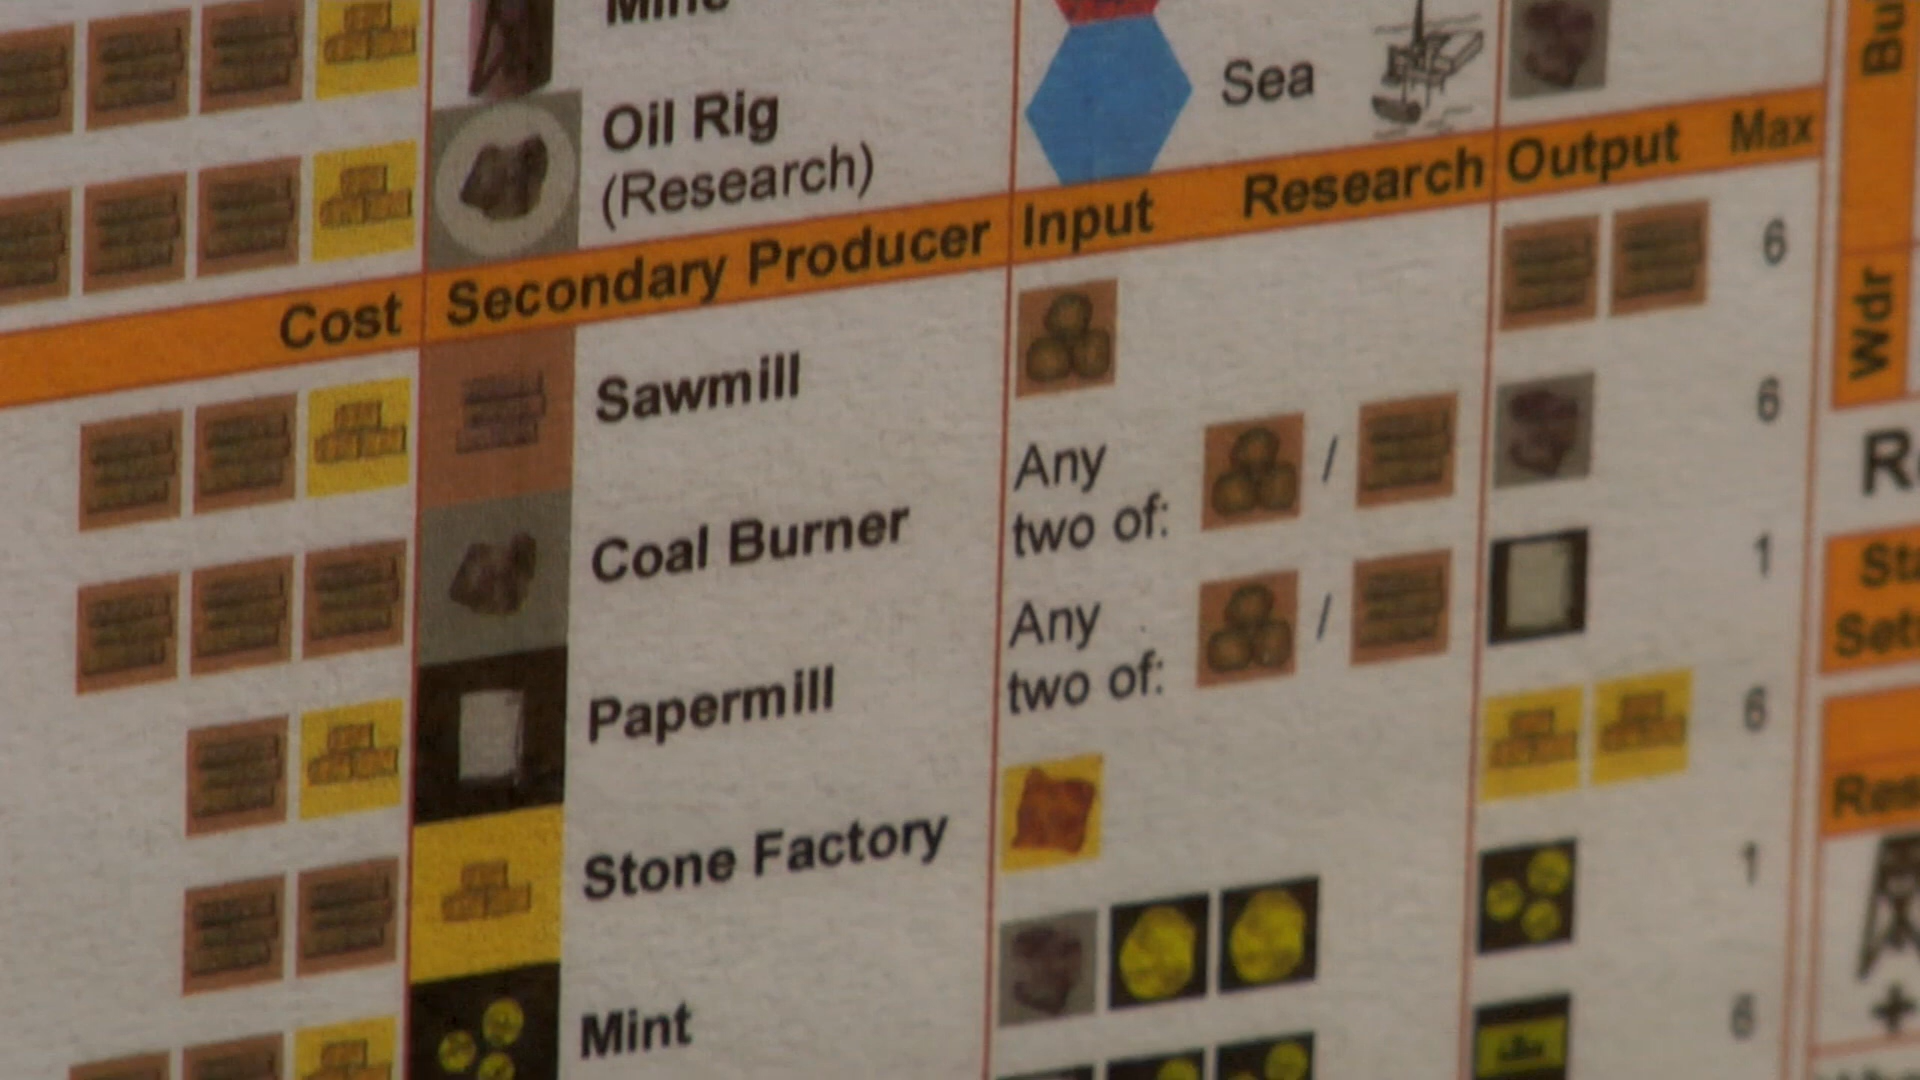 Mine
Oil Rig
(Research)
Sea
Cost Secondary Producer Input Research Output Max
Sawmill
6
Coal Burner
Any
two of: /
6
Papermill
Any
two of: /
1
Stone Factory
6
Mint
1
6
Wdr